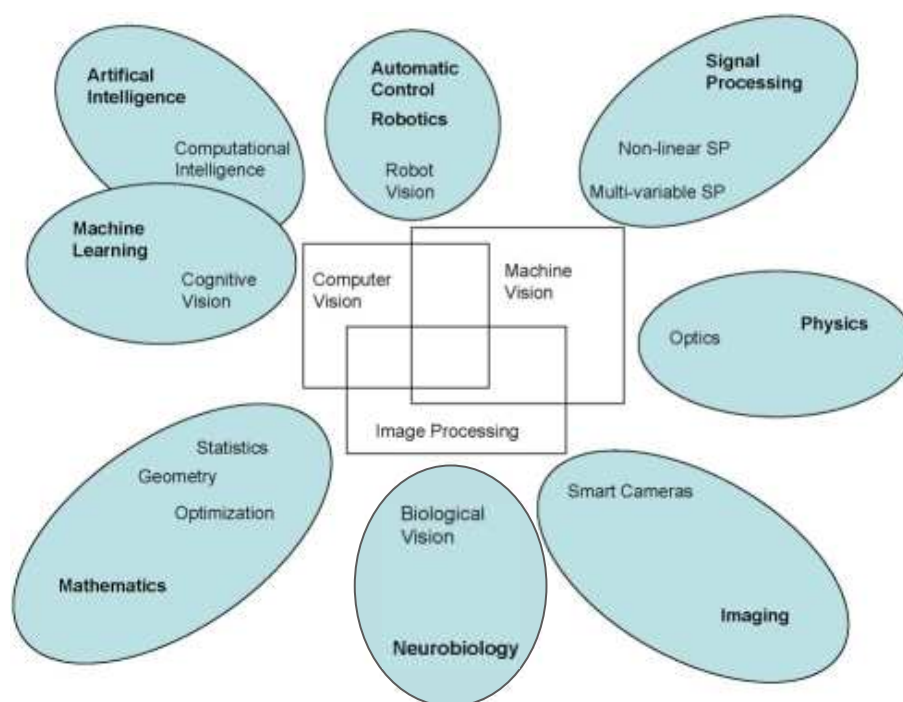 Artifical
Intelligence
Computational
Intelligence
Automatic
Control
Robotics
Robot
Vision
Signal
Processing
Non-linear SP
Multi-variable SP
Machine
Learning
Cognitive
Vision
Computer
Vision
Machine
Vision
Image Processing
Optics
Physics
Statistics
Geometry
Optimization
Mathematics
Biological
Vision
Neurobiology
Smart Cameras
Imaging